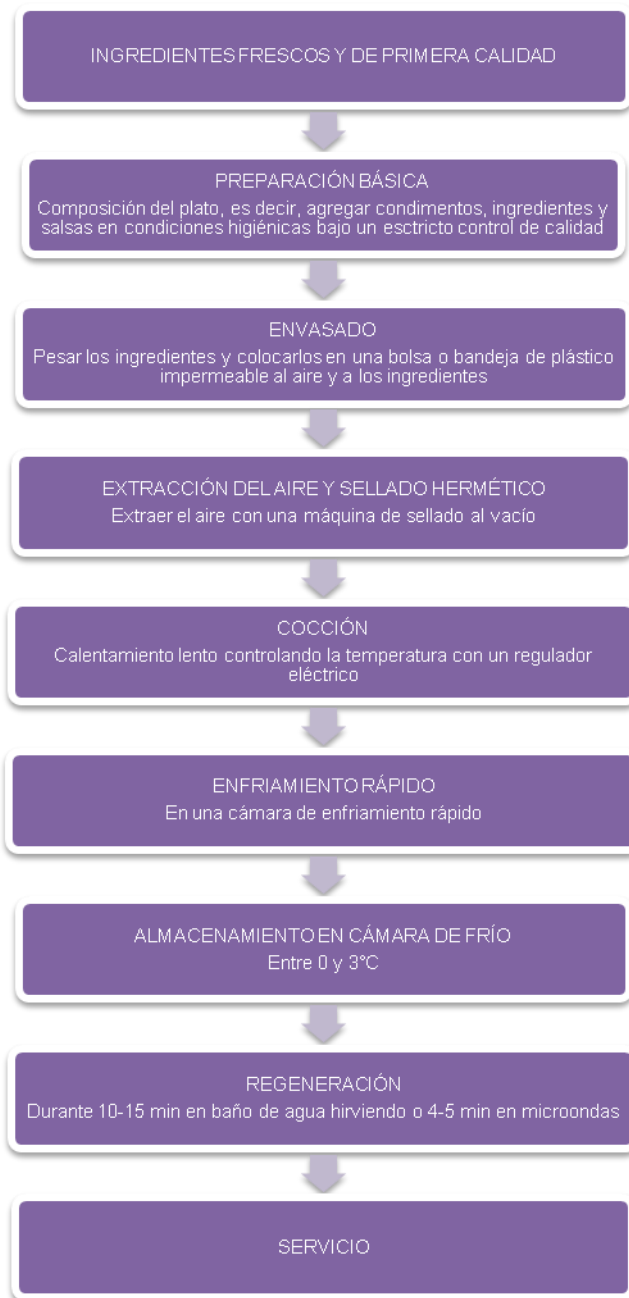 INGREDIENTES FRESCOS Y DE PRIMERA CALIDAD
PREPARACIÓN BÁSICA
Composición del plato, es decir, agregar condimentos, ingredientes y
salsas en condiciones higiénicas bajo un esctricto control de calidad
ENVASADO
Pesar los ingredientes y colocarlos en una bolsa o bandeja de plástico
impermeable al aire y a los ingredientes
EXTRACCIÓN DEL AIRE Y SELLADO HERMÉTICO
Extraer el aire con una máquina de sellado al vacío
COCCIÓN
Calentamiento lento controlando la temperatura con un regulador
eléctrico
ENFRIAMIENTO RÁPIDO
En una cámara de enfriamiento rápido
ALMACENAMIENTO EN CÁMARA DE FRÍO
Entre 0 y 3°C
REGENERACIÓN
Durante 10-15 min en baño de agua hirviendo o 4-5 min en microondas
SERVICIO